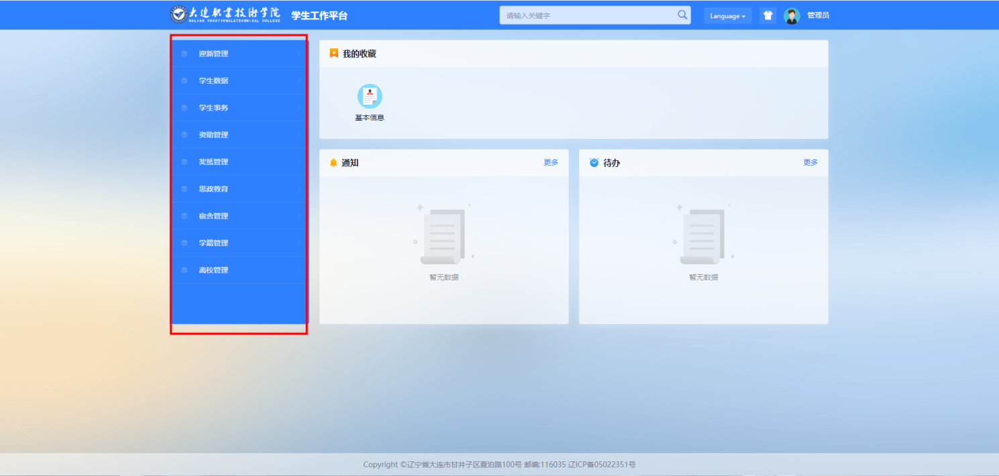 大连职业技术学院
DALIAN VOCATIONAL&TECHNICAL COLLEGE
学生工作平台
请输入关键字
Language
管理员
迎新管理
学生数据
学生事务
资助管理
奖惩管理
思政教育
宿舍管理
学籍管理
离校管理
我的收藏
基本信息
通知
更多
暂无数据
待办
更多
暂无数据
Copyright ©辽宁省大连市甘井子区夏泊路100号 邮编:116035 辽ICP备05022351号